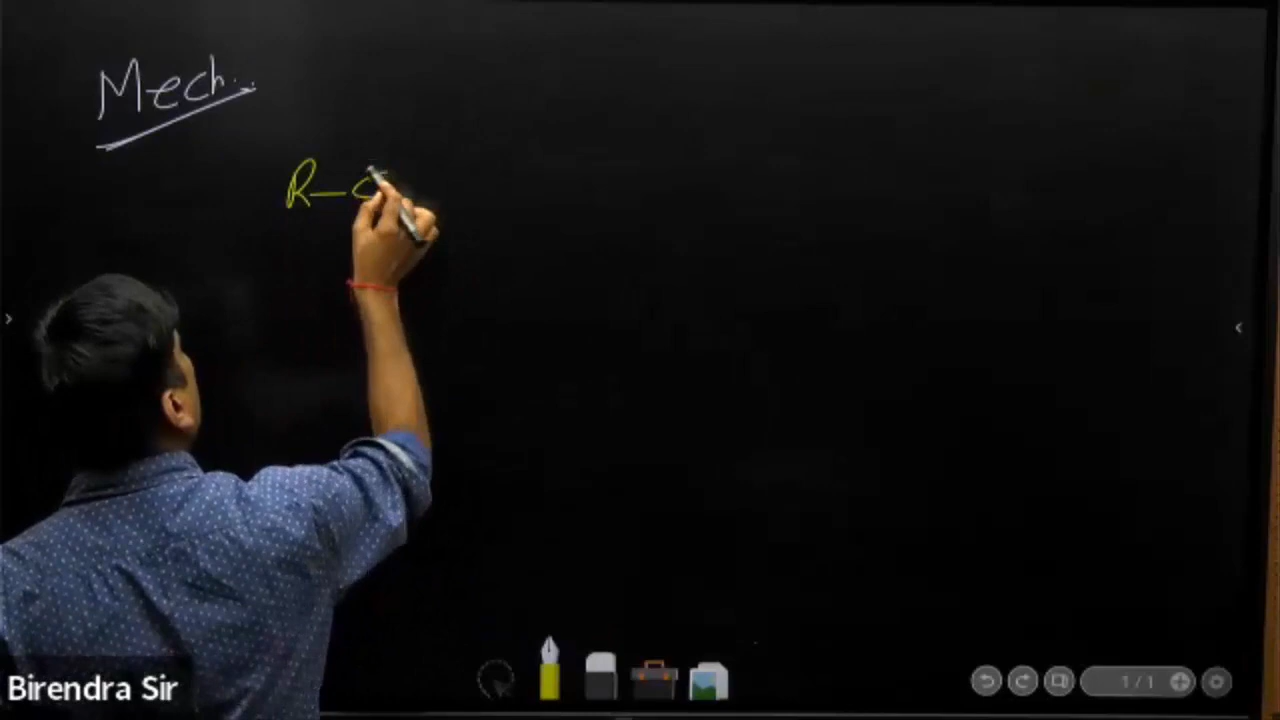 Mech.
R—C
Birendra Sir
1/1